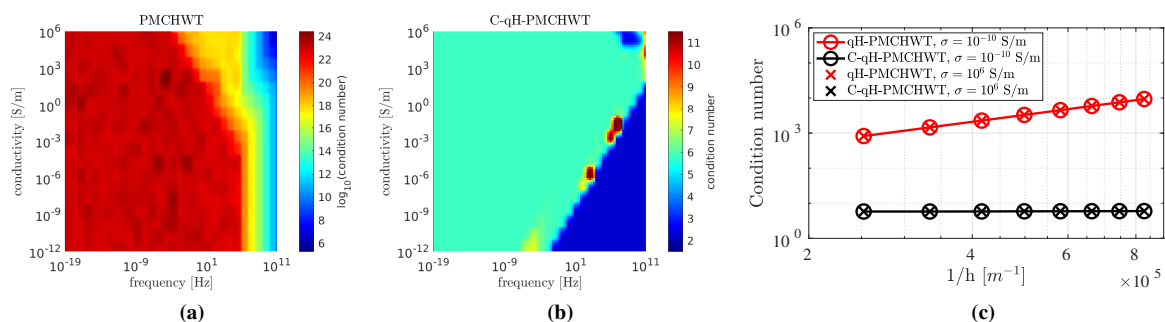 PMCHWT
conductivity [S/m]
10^6
10^3
10^0
10^-3
10^-6
10^-9
10^-12
10^-19
10^-9
10^1
10^11
frequency [Hz]
24
22
20
18
16
14
12
10
8
6
log_10(condition number)
(a)
C-qH-PMCHWT
conductivity [S/m]
10^6
10^3
10^0
10^-3
10^-6
10^-9
10^-12
10^-19
10^-9
10^1
10^11
frequency [Hz]
11
10
9
8
7
6
5
4
3
2
condition number
(b)
Condition number
10^6
10^3
10^0
qH-PMCHWT, σ = 10^-10 S/m
C-qH-PMCHWT, σ = 10^-10 S/m
qH-PMCHWT, σ = 10^6 S/m
C-qH-PMCHWT, σ = 10^6 S/m
2
4
6
8
×10^5
1/h [m^-1]
(c)